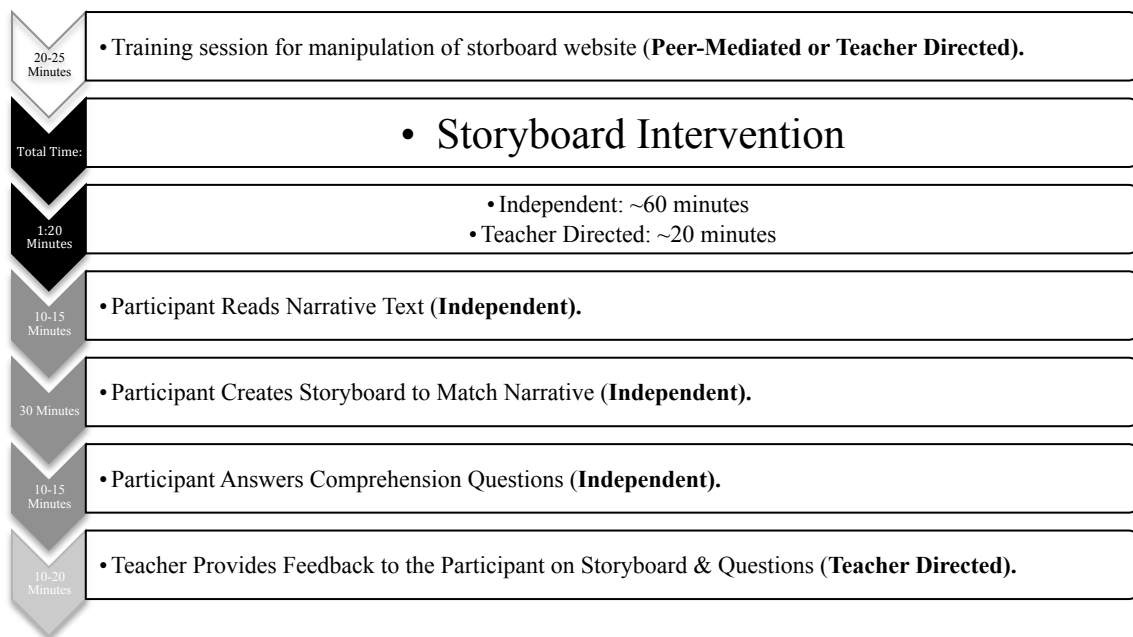 20-25
Minutes
• Training session for manipulation of storboard website (Peer-Mediated or Teacher Directed).
Total Time:
• Storyboard Intervention
1:20
Minutes
• Independent: ~60 minutes
• Teacher Directed: ~20 minutes
10-15
Minutes
• Participant Reads Narrative Text (Independent).
30 Minutes
• Participant Creates Storyboard to Match Narrative (Independent).
10-15
Minutes
• Participant Answers Comprehension Questions (Independent).
10-20
Minutes
• Teacher Provides Feedback to the Participant on Storyboard & Questions (Teacher Directed).